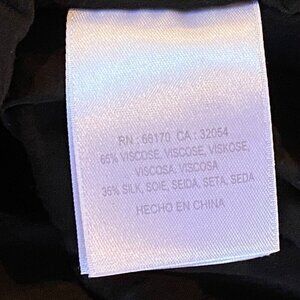 RN : 66170 CA : 32054
65% VISCOSE, VISCOSE, VISKOSE,
VISCOSA, VISCOSA
35% SILK, SOIE, SEIDA, SETA, SEDA
HECHO EN CHINA